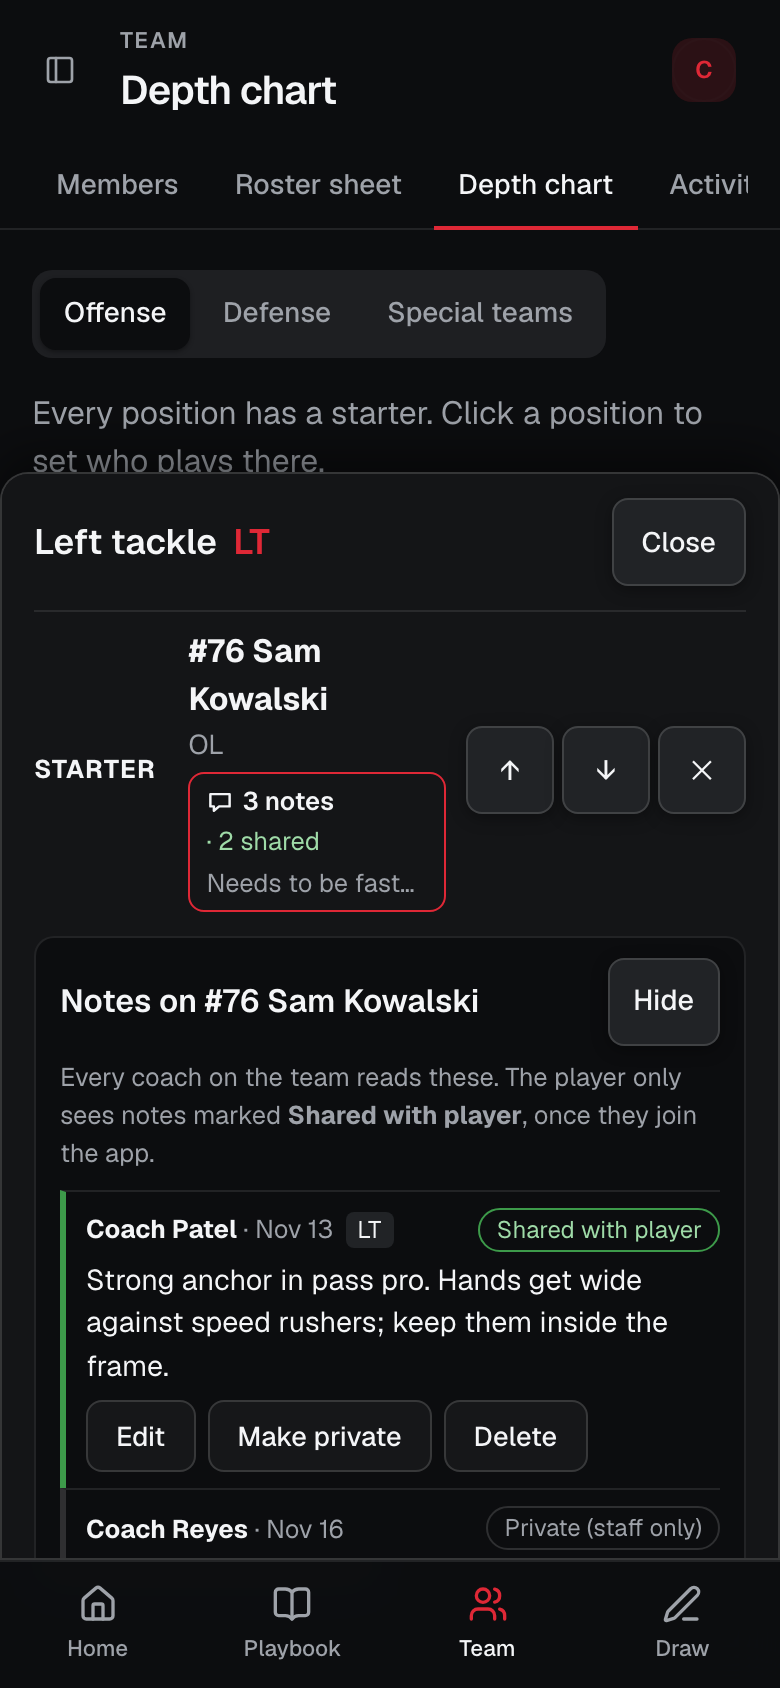 TEAM
Depth chart
C
Members Roster sheet Depth chart Activit
Offense Defense Special teams
Every position has a starter. Click a position to
set who plays there.
Left tackle LT
Close
#76 Sam
Kowalski
OL
STARTER
3 notes
· 2 shared
Needs to be fast...
Notes on #76 Sam Kowalski
Hide
Every coach on the team reads these. The player only
sees notes marked Shared with player, once they join
the app.
Coach Patel · Nov 13 LT Shared with player
Strong anchor in pass pro. Hands get wide
against speed rushers; keep them inside the
frame.
Edit Make private Delete
Coach Reyes · Nov 16 Private (staff only)
Home Playbook Team Draw